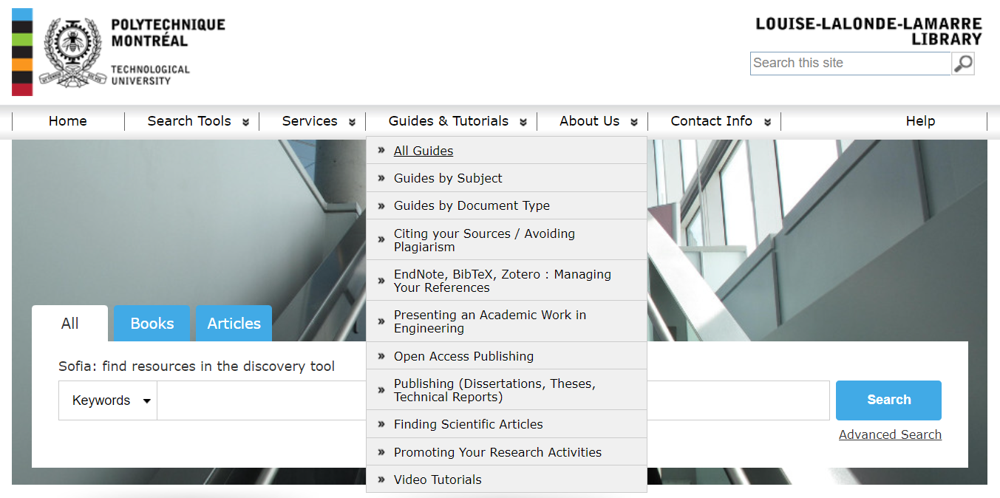 POLYTECHNIQUE
MONTRÉAL
TECHNOLOGICAL
UNIVERSITY
LOUISE-LALONDE-LAMARRE
LIBRARY
Search this site
Home
Search Tools
Services
Guides & Tutorials
About Us
Contact Info
Help
» All Guides
» Guides by Subject
» Guides by Document Type
» Citing your Sources / Avoiding
Plagiarism
» EndNote, BibTeX, Zotero : Managing
Your References
» Presenting an Academic Work in
Engineering
» Open Access Publishing
» Publishing (Dissertations, Theses,
Technical Reports)
» Finding Scientific Articles
» Promoting Your Research Activities
» Video Tutorials
All
Books
Articles
Sofia: find resources in the discovery tool
Keywords
Search
Advanced Search